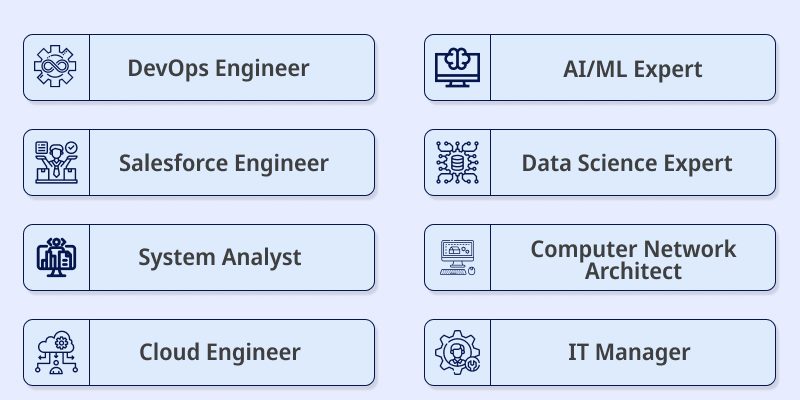 DevOps Engineer
AI/ML Expert
Salesforce Engineer
Data Science Expert
System Analyst
Computer Network
Architect
Cloud Engineer
IT Manager